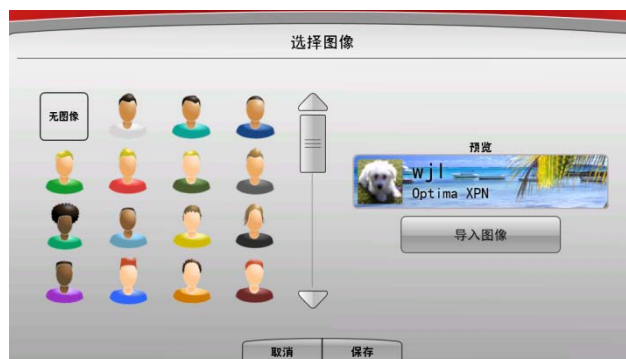 选择图像
无图像
预览
wjl
Optima XPN
导入图像
取消
保存